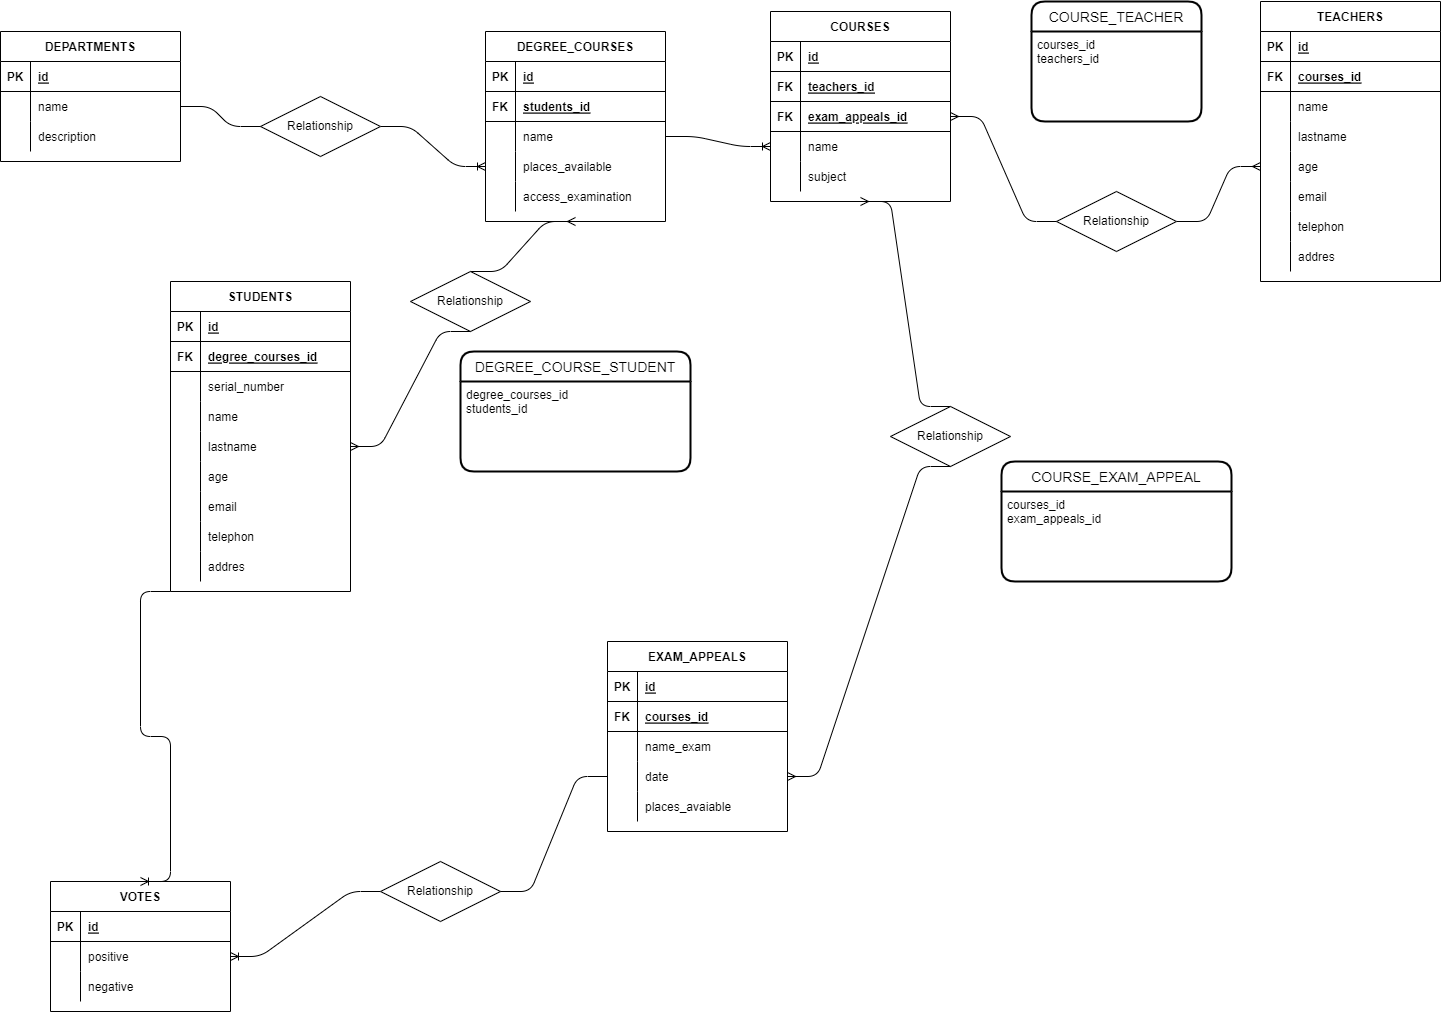 DEPARTMENTS
PK id
name
description
Relationship
DEGREE_COURSES
PK id
FK students_id
name
places_available
access_examination
COURSES
PK id
FK teachers_id
FK exam_appeals_id
name
subject
COURSE_TEACHER
courses_id
teachers_id
TEACHERS
PK id
FK courses_id
name
lastname
age
email
telephon
addres
Relationship
STUDENTS
PK id
FK degree_courses_id
serial_number
name
lastname
age
email
telephon
addres
Relationship
DEGREE_COURSE_STUDENT
degree_courses_id
students_id
Relationship
COURSE_EXAM_APPEAL
courses_id
exam_appeals_id
EXAM_APPEALS
PK id
FK courses_id
name_exam
date
places_avaiable
Relationship
VOTES
PK id
positive
negative